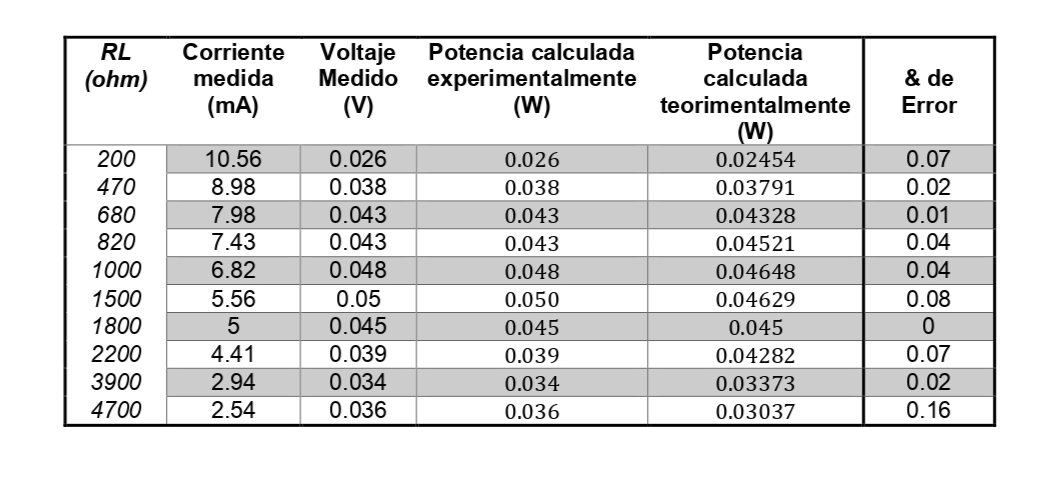 RL (ohm) Corriente medida (mA) Voltaje Medido (V) Potencia calculada experimentalmente (W) Potencia calculada teorimentalmente (W) & de Error
200 10.56 0.026 0.026 0.02454 0.07
470 8.98 0.038 0.038 0.03791 0.02
680 7.98 0.043 0.043 0.04328 0.01
820 7.43 0.043 0.043 0.04521 0.04
1000 6.82 0.048 0.048 0.04648 0.04
1500 5.56 0.05 0.050 0.04629 0.08
1800 5 0.045 0.045 0.045 0
2200 4.41 0.039 0.039 0.04282 0.07
3900 2.94 0.034 0.034 0.03373 0.02
4700 2.54 0.036 0.036 0.03037 0.16